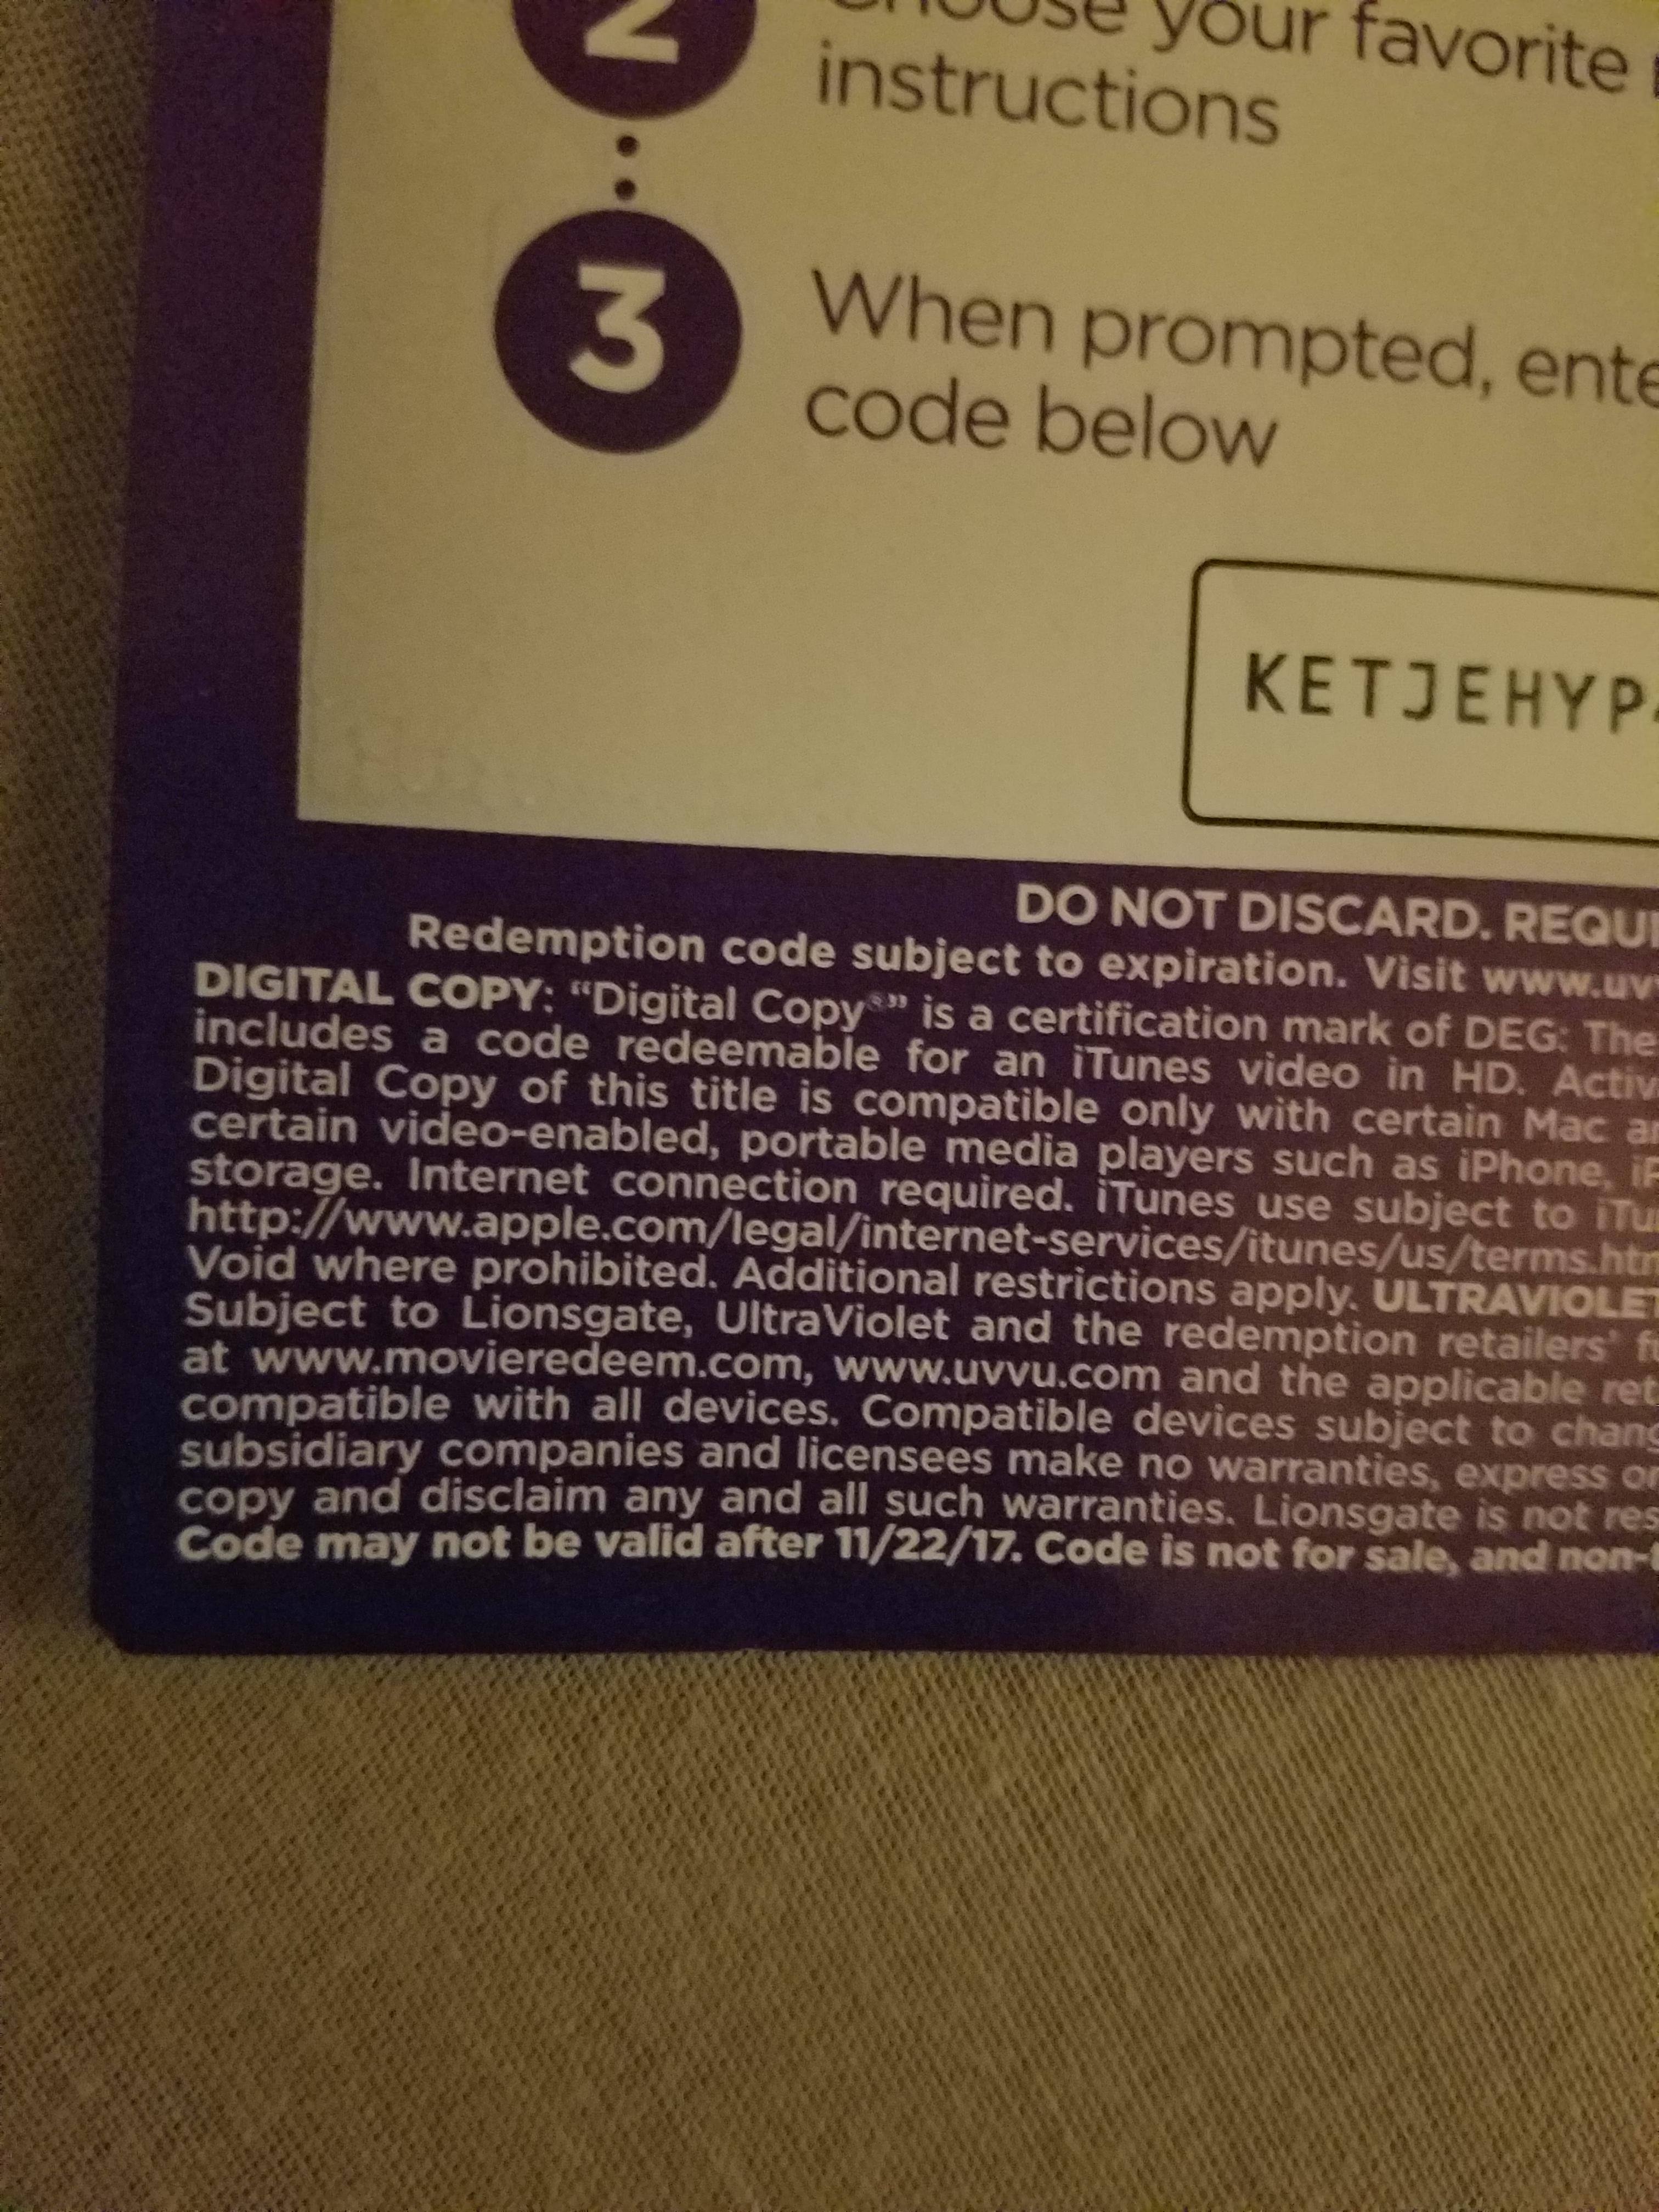 2
Choose your favorite
instructions
3
When prompted, ente
code below
KETJEHYP
DO NOT DISCARD. REQUI
Redemption code subject to expiration. Visit www.uv
DIGITAL COPY: “Digital Copy®” is a certification mark of DEG: The
includes a code redeemable for an iTunes video in HD. Activ
Digital Copy of this title is compatible only with certain Mac a
certain video-enabled, portable media players such as iPhone, iP
storage. Internet connection required. iTunes use subject to iTu
http://www.apple.com/legal/internet-services/itunes/us/terms.htm
Void where prohibited. Additional restrictions apply. ULTRAVIOLET
Subject to Lionsgate, UltraViolet and the redemption retailers’ f
at www.movieredeem.com, www.uvvu.com and the applicable ret
compatible with all devices. Compatible devices subject to chang
subsidiary companies and licensees make no warranties, express or
copy and disclaim any and all such warranties. Lionsgate is not res
Code may not be valid after 11/22/17. Code is not for sale, and non-t